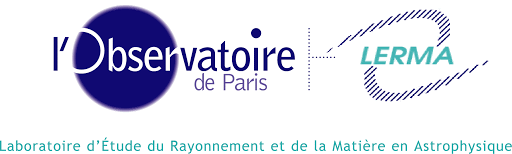 l'Observatoire
de Paris
LERMA
Laboratoire d'Étude du Rayonnement et de la Matière en Astrophysique